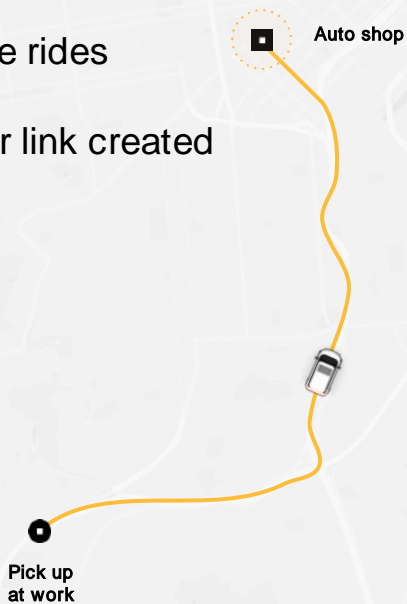 e rides
Auto shop
r link created
Pick up
at work